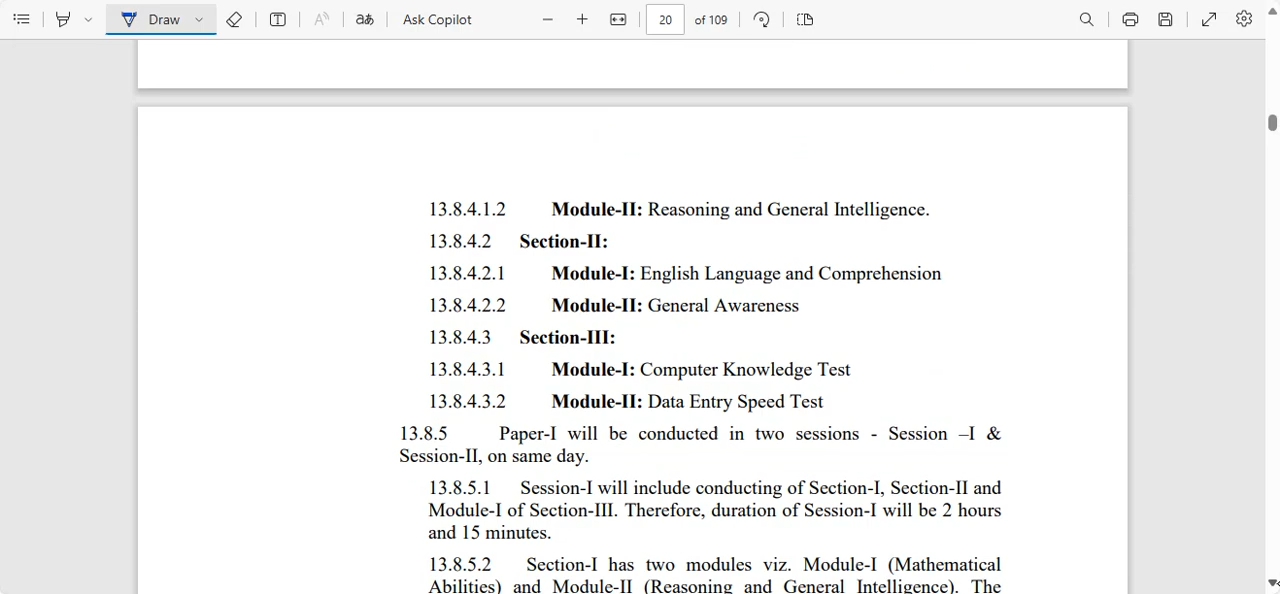 Draw
Ask Copilot
20 of 109
13.8.4.1.2 Module-II: Reasoning and General Intelligence.
13.8.4.2 Section-II:
13.8.4.2.1 Module-I: English Language and Comprehension
13.8.4.2.2 Module-II: General Awareness
13.8.4.3 Section-III:
13.8.4.3.1 Module-I: Computer Knowledge Test
13.8.4.3.2 Module-II: Data Entry Speed Test
13.8.5 Paper-I will be conducted in two sessions - Session –I &
Session-II, on same day.
13.8.5.1 Session-I will include conducting of Section-I, Section-II and
Module-I of Section-III. Therefore, duration of Session-I will be 2 hours
and 15 minutes.
13.8.5.2 Section-I has two modules viz. Module-I (Mathematical
Abilities) and Module-II (Reasoning and General Intelligence). The